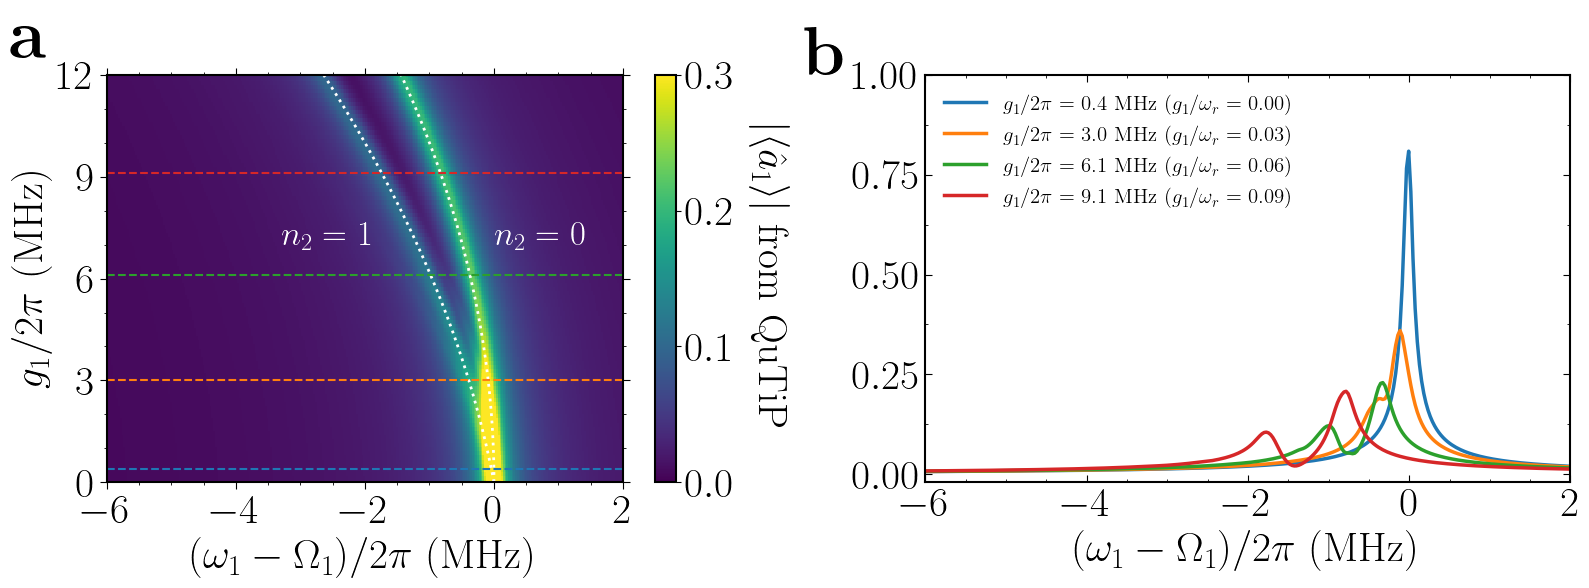 a
12
9
6
3
0
g₁/2π (MHz)
n₂ = 1
n₂ = 0
−6
−4
−2
0
2
(ω₁ − Ω₁)/2π (MHz)
0.3
0.2
0.1
0.0
|⟨â₁⟩| from QuTiP
b
1.00
0.75
0.50
0.25
0.00
g₁/2π = 0.4 MHz (g₁/ωᵣ = 0.00)
g₁/2π = 3.0 MHz (g₁/ωᵣ = 0.03)
g₁/2π = 6.1 MHz (g₁/ωᵣ = 0.06)
g₁/2π = 9.1 MHz (g₁/ωᵣ = 0.09)
−6
−4
−2
0
2
(ω₁ − Ω₁)/2π (MHz)